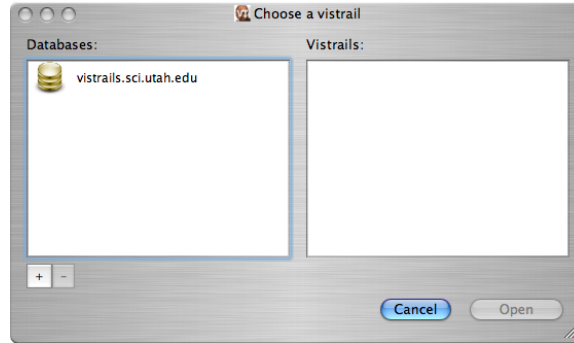 Choose a vistrail
Databases:
Vistrails:
vistrails.sci.utah.edu
+ -
Cancel
Open